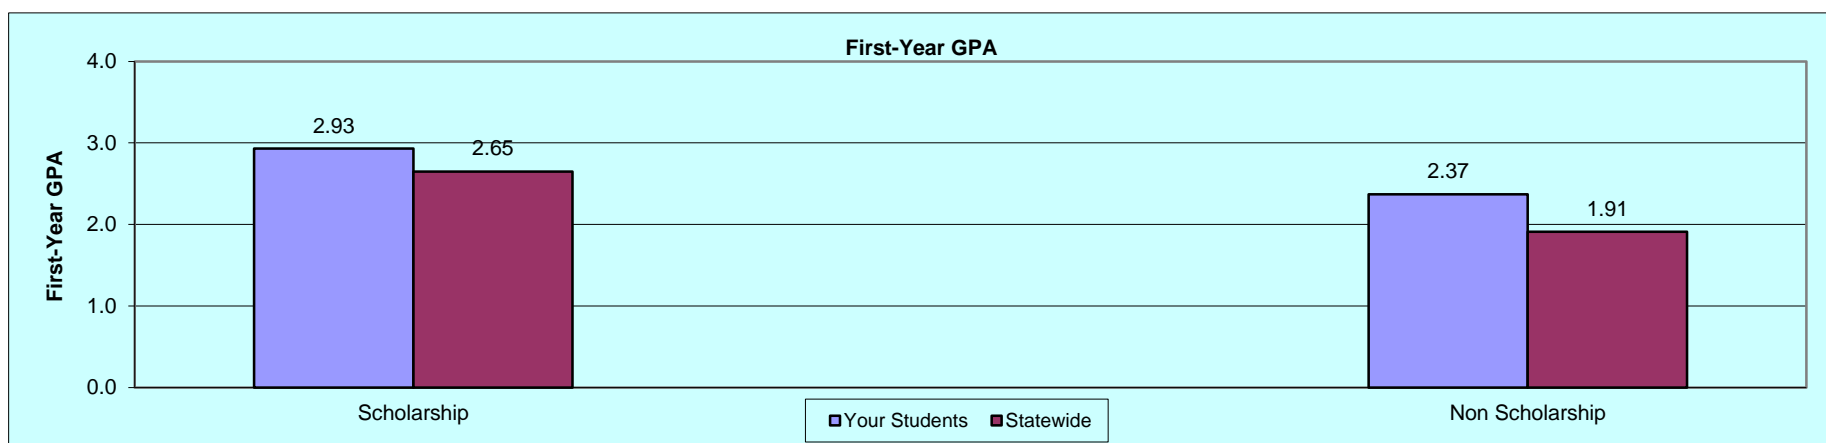 First-Year GPA
First-Year GPA
4.0
3.0
2.0
1.0
0.0
2.93
2.65
2.37
1.91
Scholarship
Non Scholarship
Your Students
Statewide